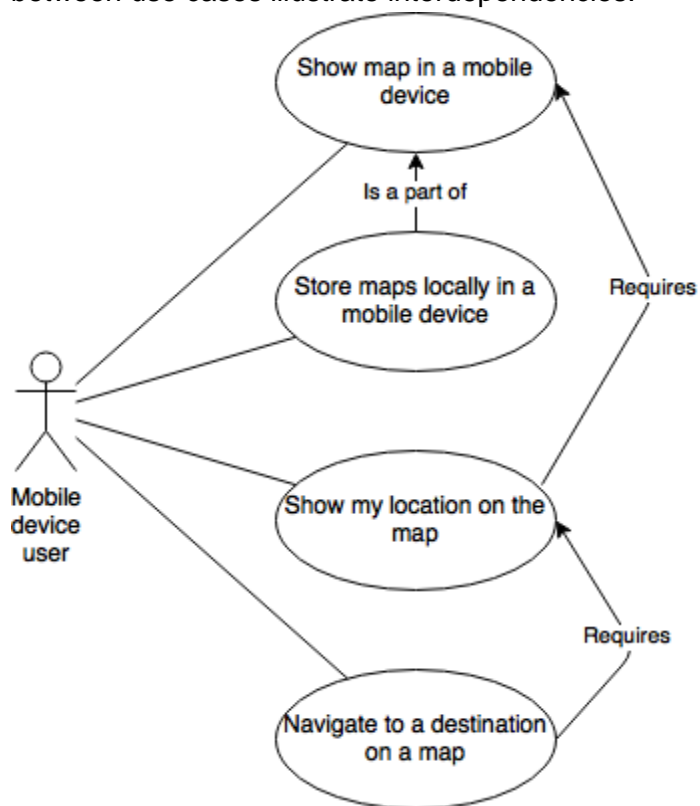 between use cases illustrate interdependencies.
Show map in a mobile
device
Is a part of
Store maps locally in a
mobile device
Requires
Mobile
device
user
Show my location on the
map
Requires
Navigate to a destination
on a map